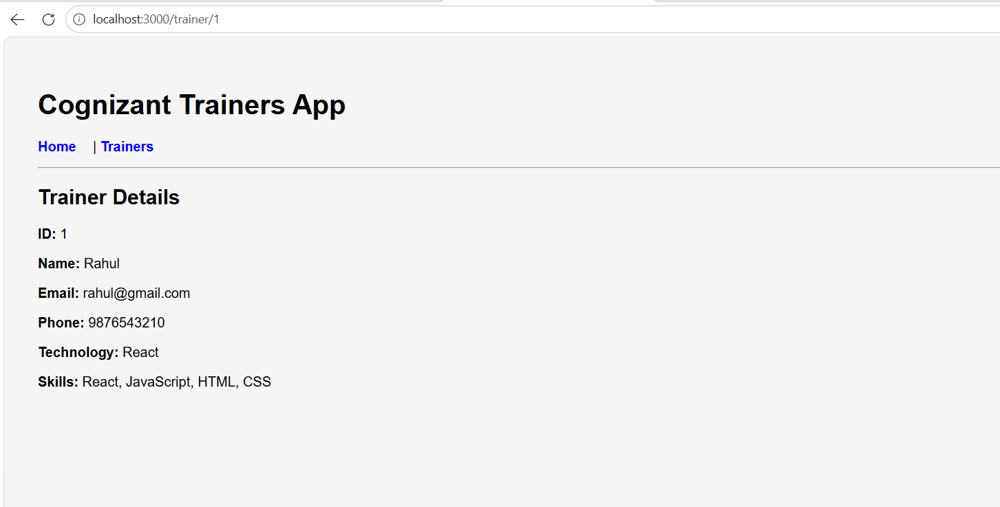 localhost:3000/trainer/1
Cognizant Trainers App
Home | Trainers
Trainer Details
ID: 1
Name: Rahul
Email: rahul@gmail.com
Phone: 9876543210
Technology: React
Skills: React, JavaScript, HTML, CSS